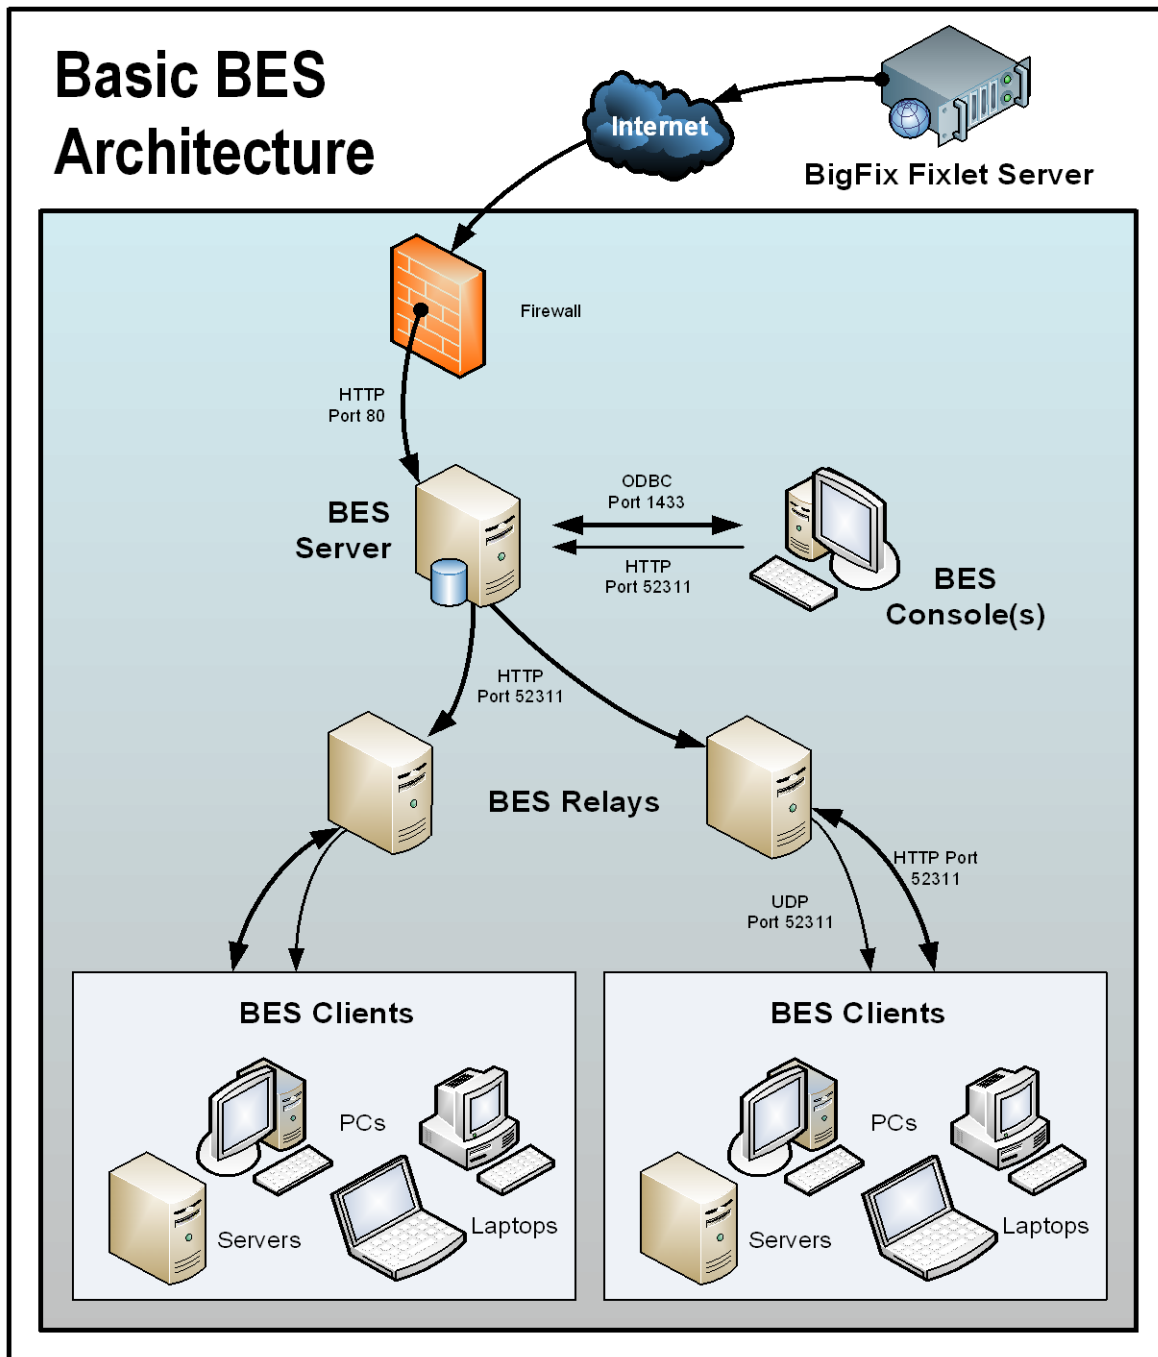 Basic BES
Architecture
Internet
BigFix Fixlet Server
Firewall
HTTP
Port 80
BES
Server
ODBC
Port 1433
HTTP
Port 52311
BES
Console(s)
HTTP
Port 52311
BES Relays
HTTP Port
52311
UDP
Port 52311
BES Clients
PCs
Servers
Laptops
BES Clients
PCs
Servers
Laptops